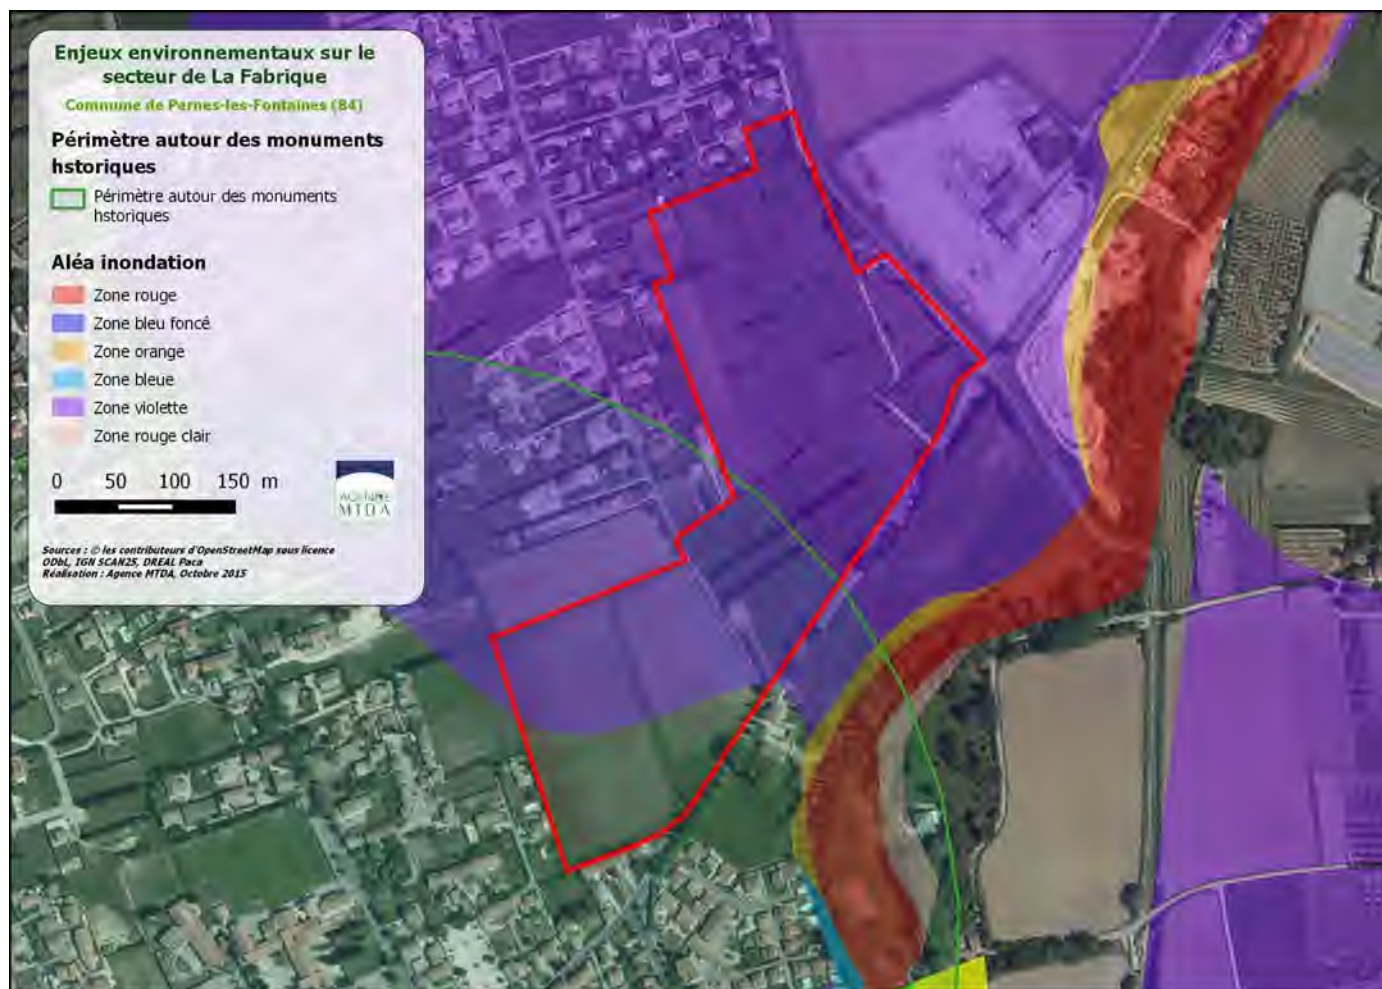 Enjeux environnementaux sur le
secteur de La Fabrique
Commune de Pernes-les-Fontaines (84)
Périmètre autour des monuments
hstoriques
Périmètre autour des monuments
hstoriques
Aléa inondation
Zone rouge
Zone bleu foncé
Zone orange
Zone bleue
Zone violette
Zone rouge clair
0 50 100 150 m
AGENCE
MTDA
Sources : © les contributeurs d'OpenStreetMap sous licence
ODbL, IGN SCAN25, DREAL Paca
Réalisation : Agence MTDA, Octobre 2015